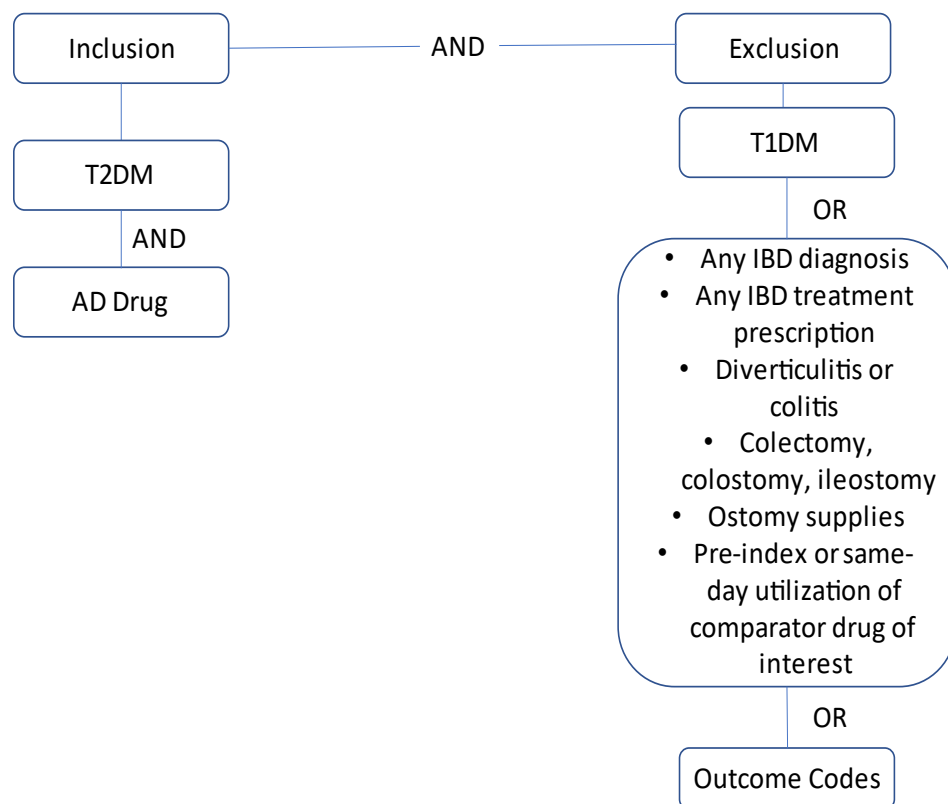 Inclusion
AND
Exclusion
T2DM
T1DM
AND
OR
AD Drug
• Any IBD diagnosis
• Any IBD treatment
prescription
• Diverticulitis or
colitis
• Colectomy,
colostomy, ileostomy
• Ostomy supplies
• Pre-index or same-
day utilization of
comparator drug of
interest
OR
Outcome Codes